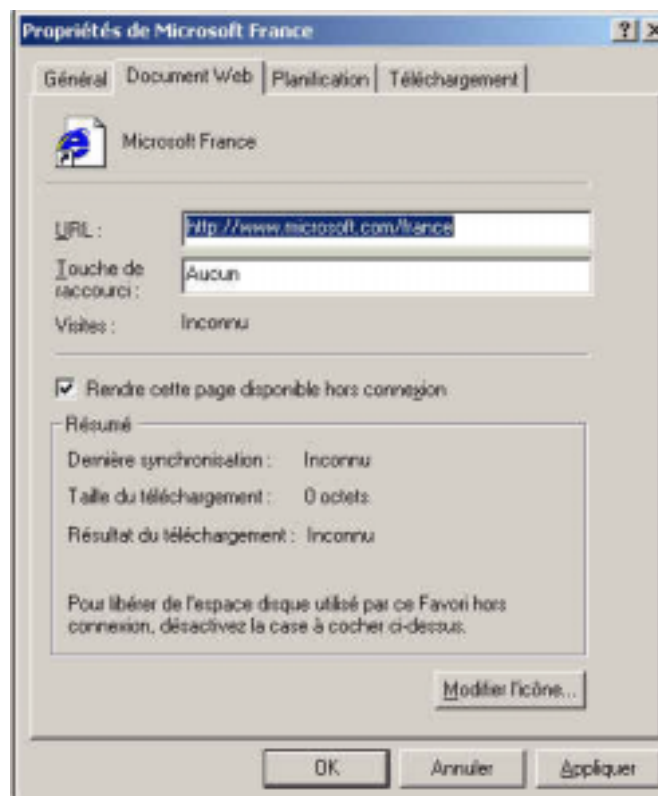 Propriétés de Microsoft France
Général Document Web Planification Téléchargement
Microsoft France
URL : http://www.microsoft.com/france
Touche de raccourci : Aucun
Visites : Inconnu
Rendre cette page disponible hors connexion
Résumé
Dernière synchronisation : Inconnu
Taille du téléchargement : 0 octets
Résultat du téléchargement : Inconnu
Pour libérer de l'espace disque utilisé par ce Favori hors
connexion, désactivez la case à cocher ci-dessus.
Modifier l'icône...
OK Annuler Appliquer